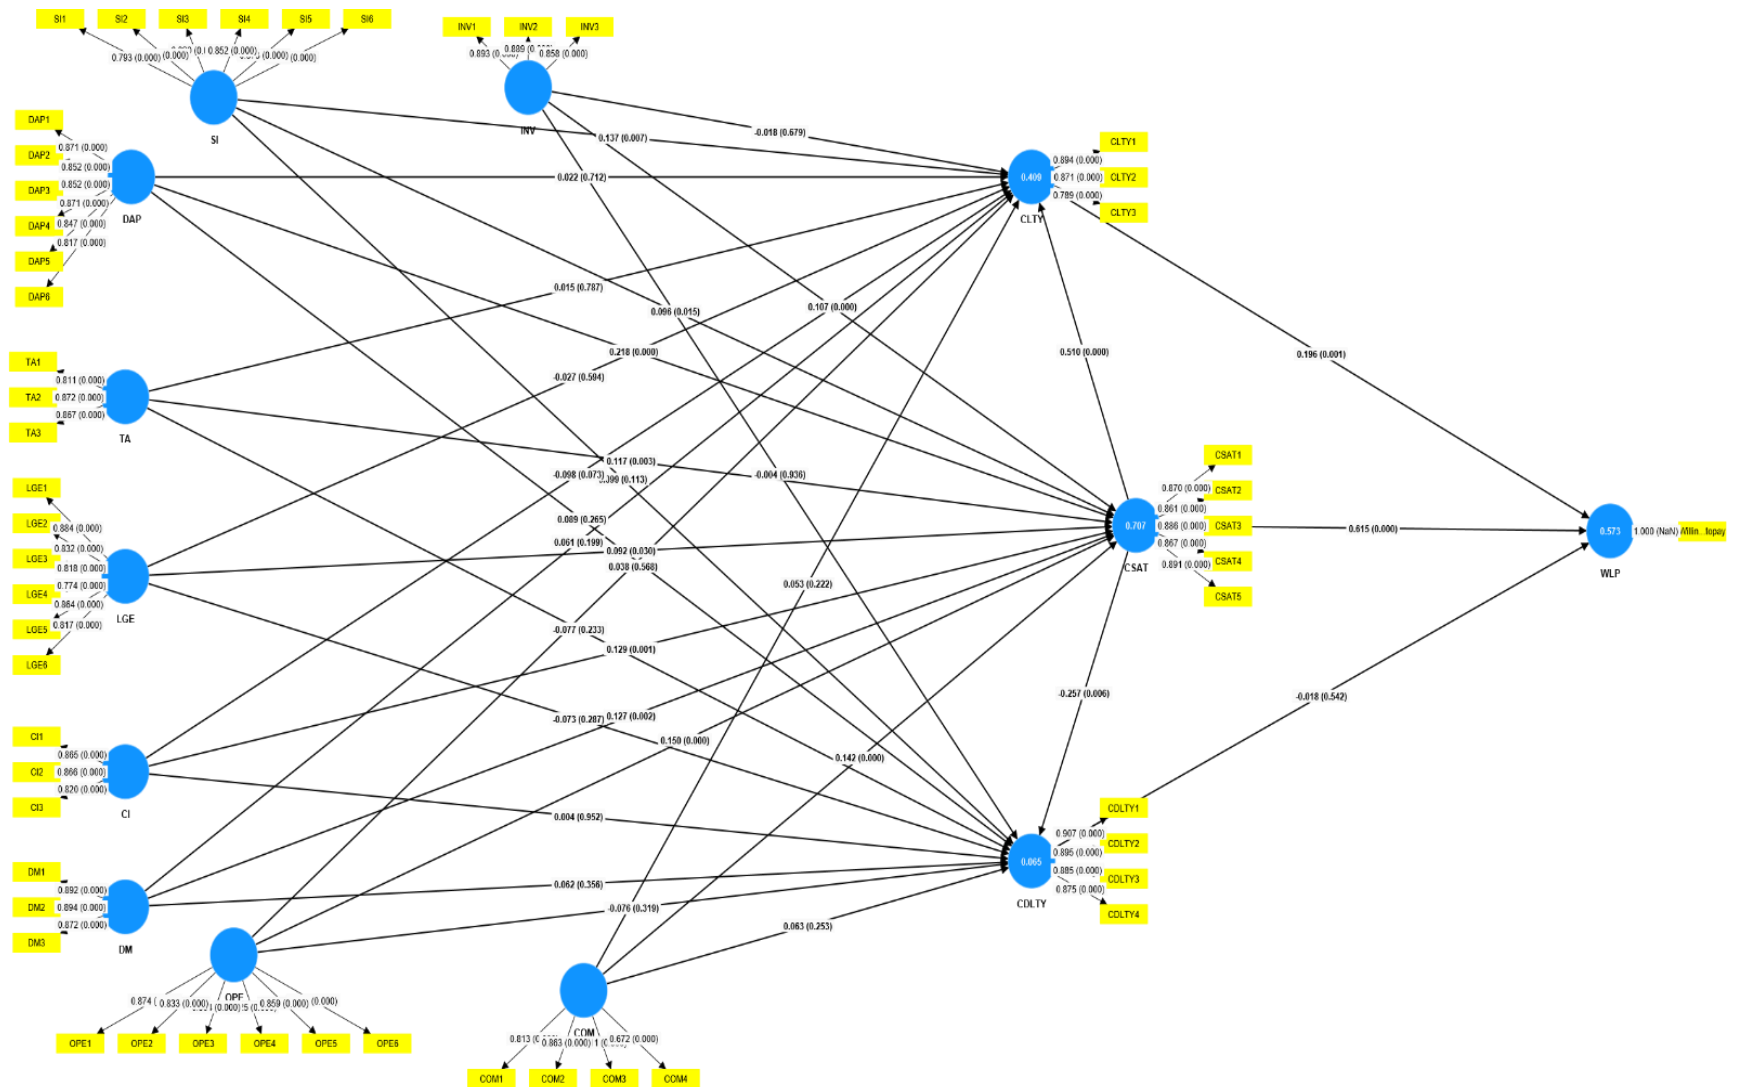 SI1 SI2 SI3 SI4 SI5 SI6
0.793 (0.000) 0.852 (0.000)
SI
INV1 INV2 INV3
0.893 0.889 0.858 (0.000)
INV
DAP1
DAP2
DAP3
DAP4
DAP5
DAP6
0.871 (0.000)
0.852 (0.000)
0.852 (0.000)
0.871 (0.000)
0.847 (0.000)
0.817 (0.000)
DAP
TA1
TA2
TA3
0.811 (0.000)
0.872 (0.000)
0.867 (0.000)
TA
LGE1
LGE2
LGE3
LGE4
LGE5
LGE6
0.884 (0.000)
0.832 (0.000)
0.818 (0.000)
0.774 (0.000)
0.864 (0.000)
0.817 (0.000)
LGE
CI1
CI2
CI3
0.865 (0.000)
0.866 (0.000)
0.820 (0.000)
CI
DM1
DM2
DM3
0.892 (0.000)
0.894 (0.000)
0.872 (0.000)
DM
OPE
0.874 0.833 (0.000) (0.000) 0.859 (0.000) (0.000)
OPE1 OPE2 OPE3 OPE4 OPE5 OPE6
COM
0.813 0.863 (0.000) 0.672 (0.000)
COM1 COM2 COM3 COM4
-0.018 (0.679)
0.137 (0.007)
0.022 (0.712)
0.015 (0.787)
0.107 (0.000)
0.096 (0.015)
0.218 (0.000)
-0.027 (0.594)
0.510 (0.000)
0.196 (0.001)
0.117 (0.003)
-0.098 (0.073)
(0.113)
-0.004 (0.936)
0.089 (0.265)
0.061 (0.199)
0.092 (0.030)
0.038 (0.568)
0.053 (0.222)
0.615 (0.000)
-0.077 (0.233)
0.129 (0.001)
-0.257 (0.006)
-0.018 (0.542)
-0.073 (0.287)
0.127 (0.002)
0.150 (0.000)
0.142 (0.000)
0.004 (0.952)
0.062 (0.356)
-0.076 (0.319)
0.063 (0.253)
0.409
CLTY
0.894 (0.000)
0.871 (0.000)
0.789 (0.000)
CLTY1
CLTY2
CLTY3
0.707
CSAT
0.870 (0.000)
0.861 (0.000)
0.886 (0.000)
0.867 (0.000)
0.891 (0.000)
CSAT1
CSAT2
CSAT3
CSAT4
CSAT5
0.065
CDLTY
0.907 (0.000)
0.895 (0.000)
0.885 (0.000)
0.875 (0.000)
CDLTY1
CDLTY2
CDLTY3
CDLTY4
0.573
WLP
1.000 (NaN)
Willin...topay